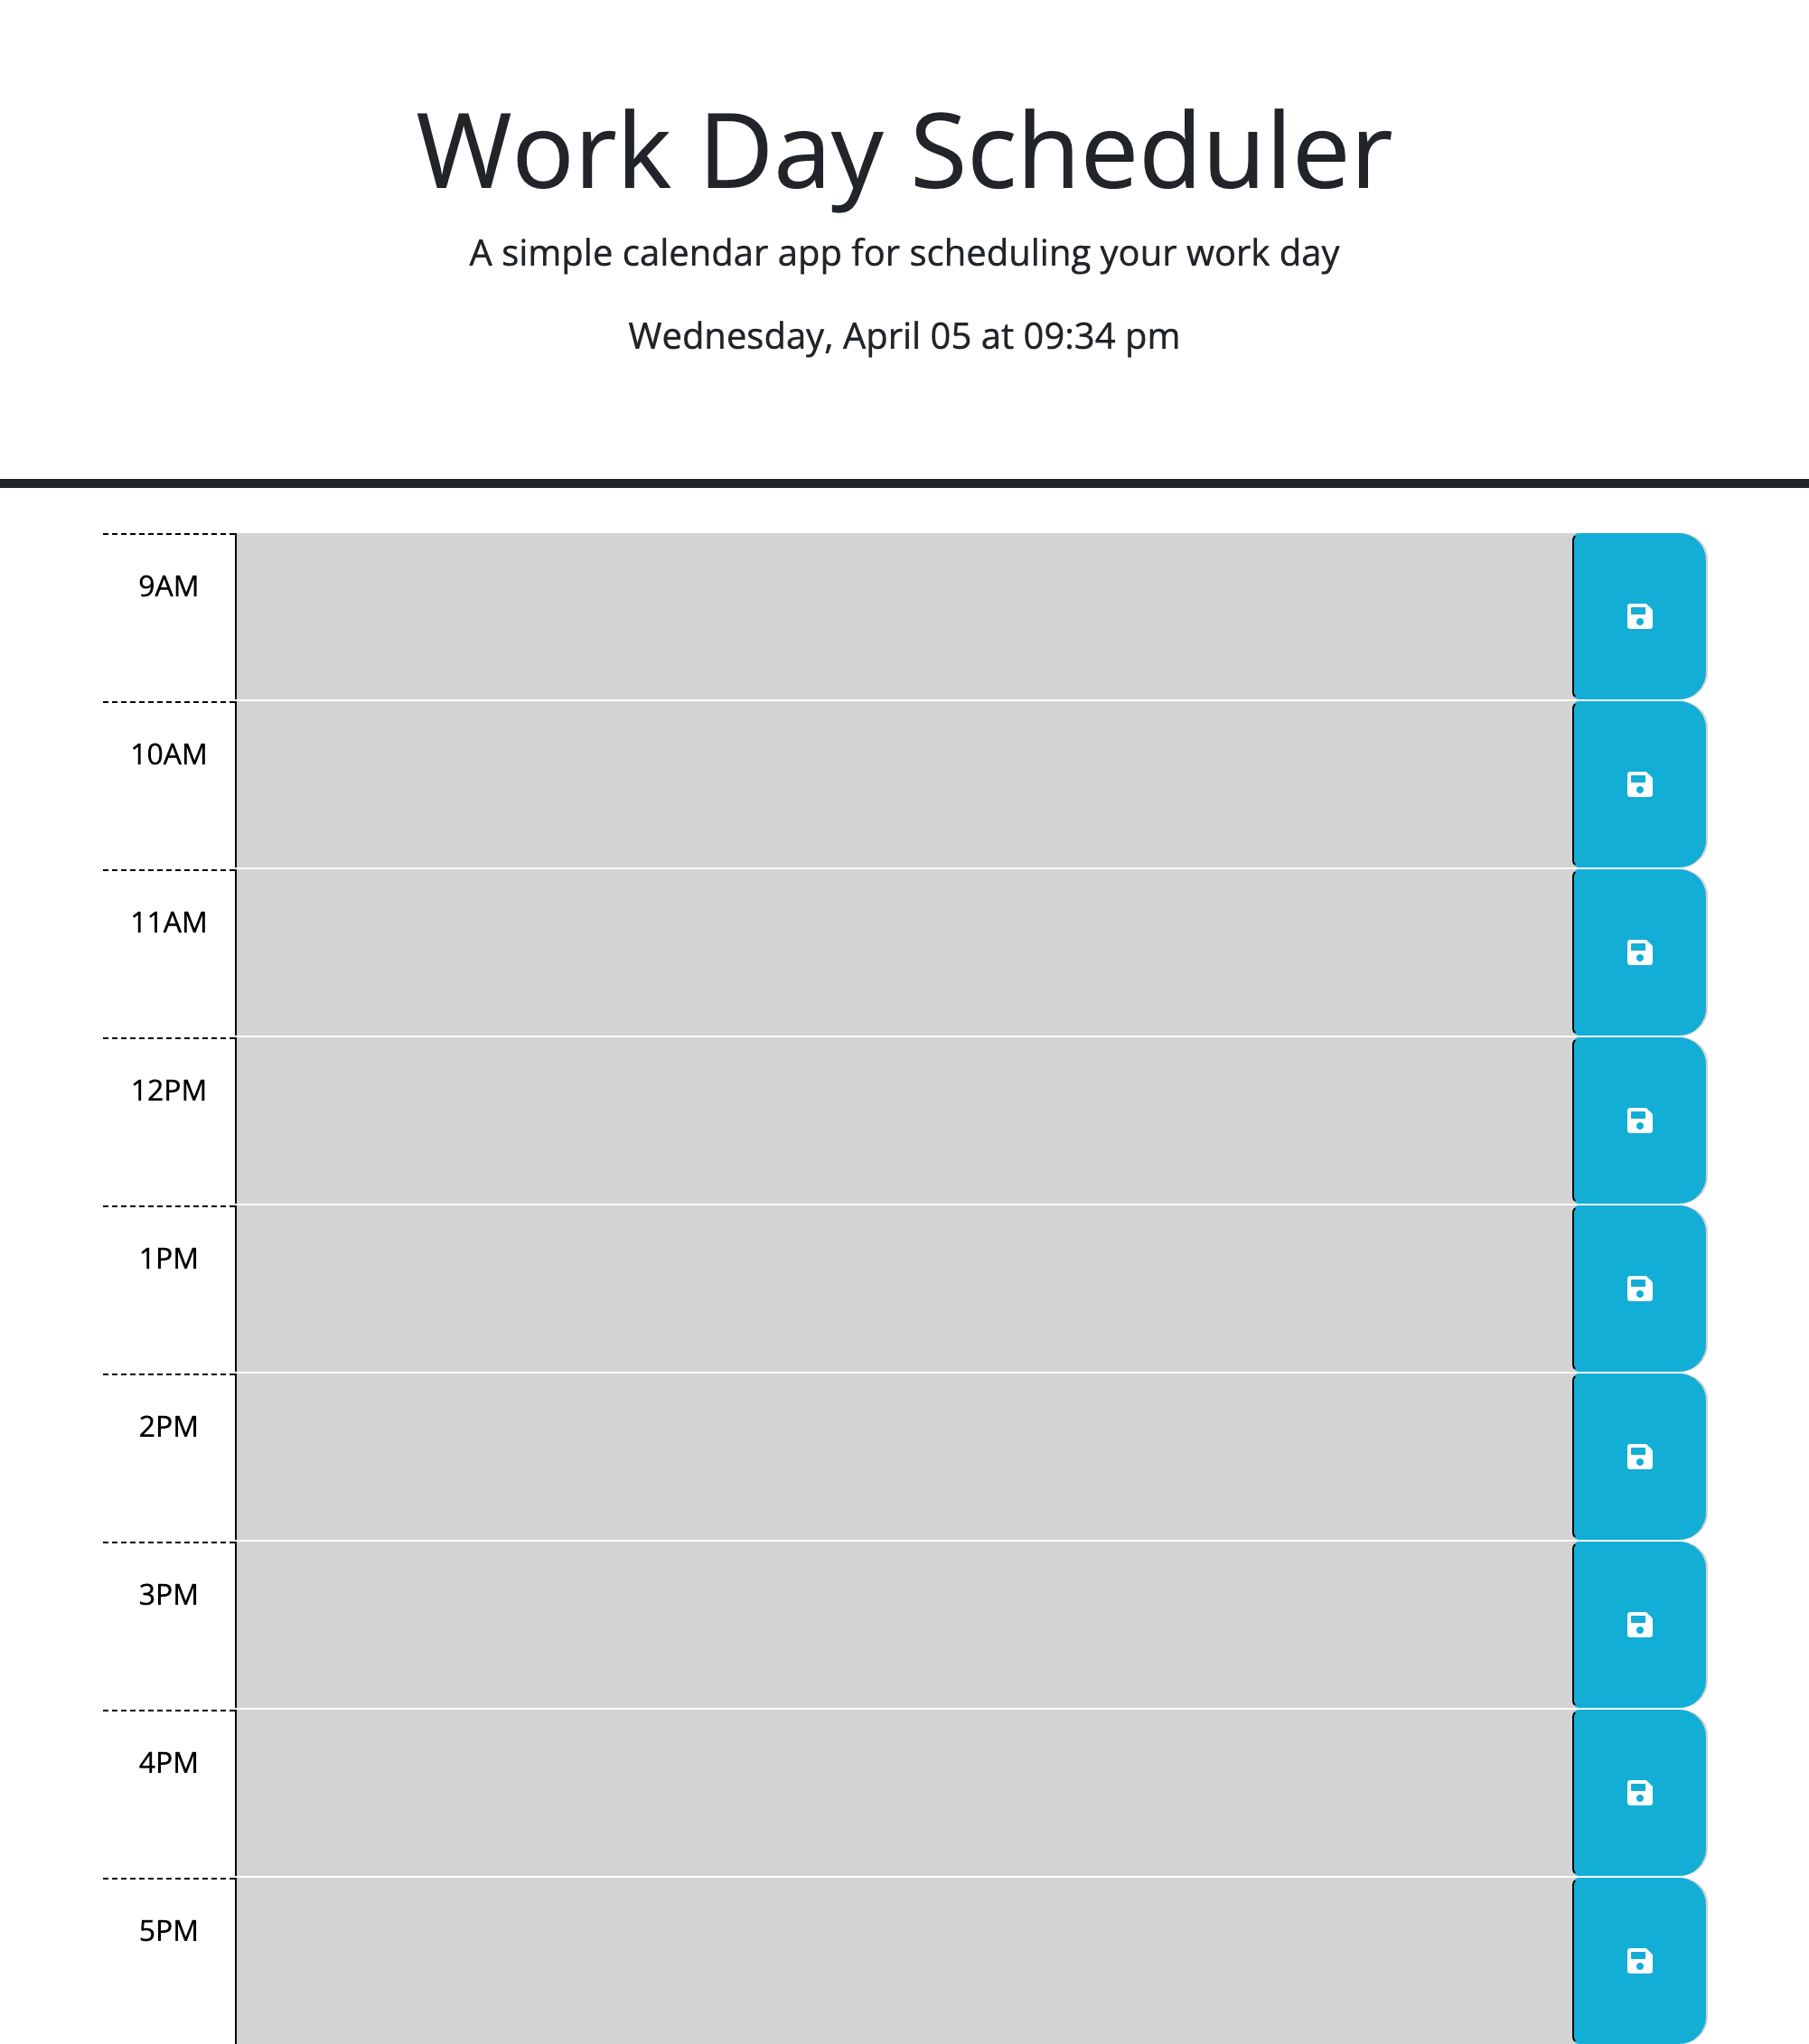 Work Day Scheduler
A simple calendar app for scheduling your work day
Wednesday, April 05 at 09:34 pm
9AM
10AM
11AM
12PM
1PM
2PM
3PM
4PM
5PM